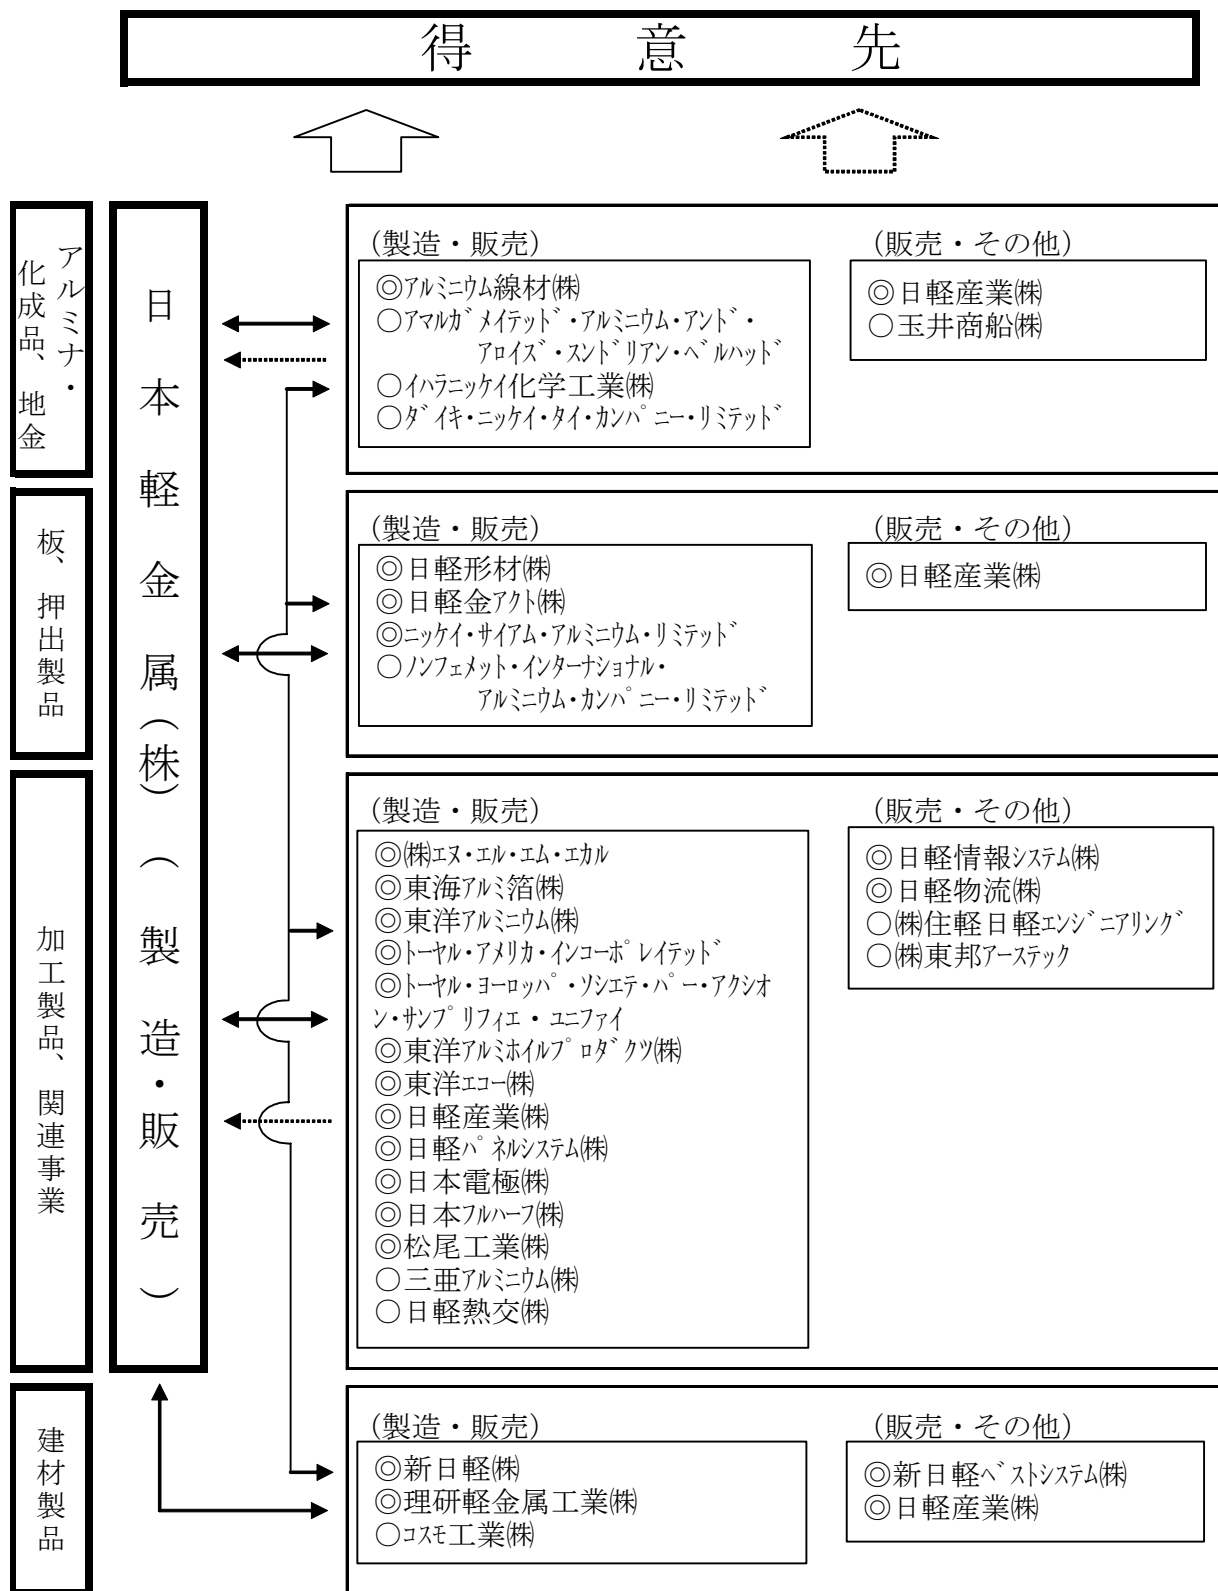 得意先
アルミナ・
化成品、地金
日本軽金属(株)(製造・販売)
(製造・販売)
◎ｱﾙﾐﾆｳﾑ線材㈱
○ｱﾏﾙｶﾞﾒｲﾃｯﾄﾞ・ｱﾙﾐﾆｳﾑ・ｱﾝﾄﾞ・
ｱﾛｲｽﾞ・ｽﾝﾄﾞﾘｱﾝ・ﾍﾞﾙﾊｯﾄﾞ
○ｲﾊﾗﾆｯｹｲ化学工業㈱
○ﾀﾞｲｷ・ﾆｯｹｲ・ﾀｲ・ｶﾝﾊﾟﾆｰ・ﾘﾐﾃｯﾄﾞ
(販売・その他)
◎日軽産業㈱
○玉井商船㈱
板、押出製品
(製造・販売)
◎日軽形材㈱
◎日軽金ｱｸﾄ㈱
◎ﾆｯｹｲ・ｻｲｱﾑ・ｱﾙﾐﾆｳﾑ・ﾘﾐﾃｯﾄﾞ
○ﾉﾝﾌｪﾒｯﾄ・ｲﾝﾀｰﾅｼｮﾅﾙ・
ｱﾙﾐﾆｳﾑ・ｶﾝﾊﾟﾆｰ・ﾘﾐﾃｯﾄﾞ
(販売・その他)
◎日軽産業㈱
加工製品、関連事業
(製造・販売)
◎㈱ｴﾇ・ｴﾙ・ｴﾑ・ｴｶﾙ
◎東海ｱﾙﾐ箔㈱
◎東洋ｱﾙﾐﾆｳﾑ㈱
◎ﾄｰﾔﾙ・ｱﾒﾘｶ・ｲﾝｺｰﾎﾟﾚｲﾃｯﾄﾞ
◎ﾄｰﾔﾙ・ﾖｰﾛｯﾊﾟ・ｿｼｴﾃ・ﾊﾟｰ・ｱｸｼｵ
ﾝ・ｻﾝﾌﾟﾘﾌｨｴ・ﾕﾆﾌｧｲ
◎東洋ｱﾙﾐﾎｲﾙﾌﾟﾛﾀﾞｸﾂ㈱
◎東洋ｴｺｰ㈱
◎日軽産業㈱
◎日軽ﾊﾟﾈﾙｼｽﾃﾑ㈱
◎日本電極㈱
◎日本ﾌﾙﾊｰﾌ㈱
◎松尾工業㈱
○三亜ｱﾙﾐﾆｳﾑ㈱
○日軽熱交㈱
(販売・その他)
◎日軽情報ｼｽﾃﾑ㈱
◎日軽物流㈱
○㈱住軽日軽ｴﾝｼﾞﾆｱﾘﾝｸﾞ
○㈱東邦ｱｰｽﾃｯｸ
建材製品
(製造・販売)
◎新日軽㈱
◎理研軽金属工業㈱
○ｺｽﾓ工業㈱
(販売・その他)
◎新日軽ﾍﾞｽﾄｼｽﾃﾑ㈱
◎日軽産業㈱